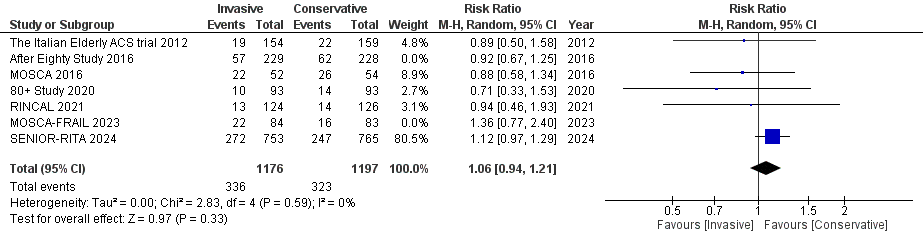 Invasive Conservative Risk Ratio Risk Ratio
Study or Subgroup Events Total Events Total Weight M-H, Random, 95% CI Year M-H, Random, 95% CI
The Italian Elderly ACS trial 2012 19 154 22 159 4.8% 0.89 [0.50, 1.58] 2012
After Eighty Study 2016 57 229 62 228 0.0% 0.92 [0.67, 1.25] 2016
MOSCA 2016 22 52 26 54 9.2% 0.88 [0.58, 1.34] 2016
80+ Study 2020 10 93 14 93 2.7% 0.71 [0.33, 1.53] 2020
RINCAL 2021 13 124 14 126 3.1% 0.94 [0.46, 1.93] 2021
MOSCA-FRAIL 2023 22 84 16 83 0.0% 1.36 [0.77, 2.40] 2023
SENIOR-RITA 2024 272 753 247 765 80.5% 1.12 [0.97, 1.29] 2024
Total (95% CI) 1176 1197 100.0% 1.06 [0.94, 1.21]
Total events 336 323
Heterogeneity: Tau² = 0.00; Chi² = 2.83, df = 4 (P = 0.59); I² = 0%
Test for overall effect: Z = 0.97 (P = 0.33)
0.5 0.7 1 1.5 2
Favours [Invasive] Favours [Conservative]